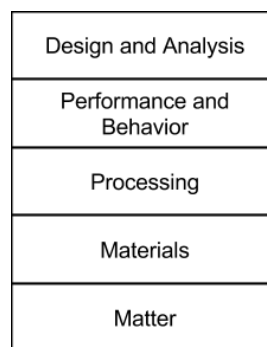 Design and Analysis
Performance and
Behavior
Processing
Materials
Matter